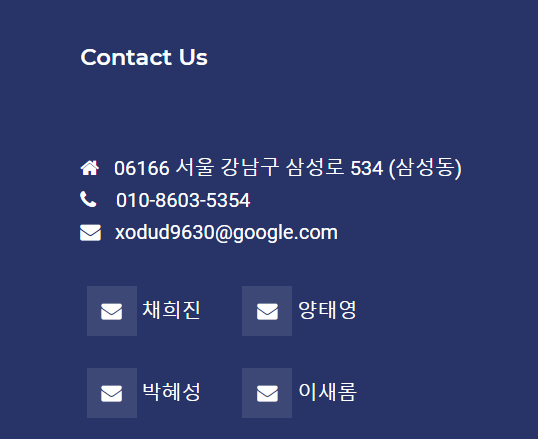 Contact Us
06166 서울 강남구 삼성로 534 (삼성동)
010-8603-5354
xodud9630@google.com
채희진 양태영
박혜성 이새롬